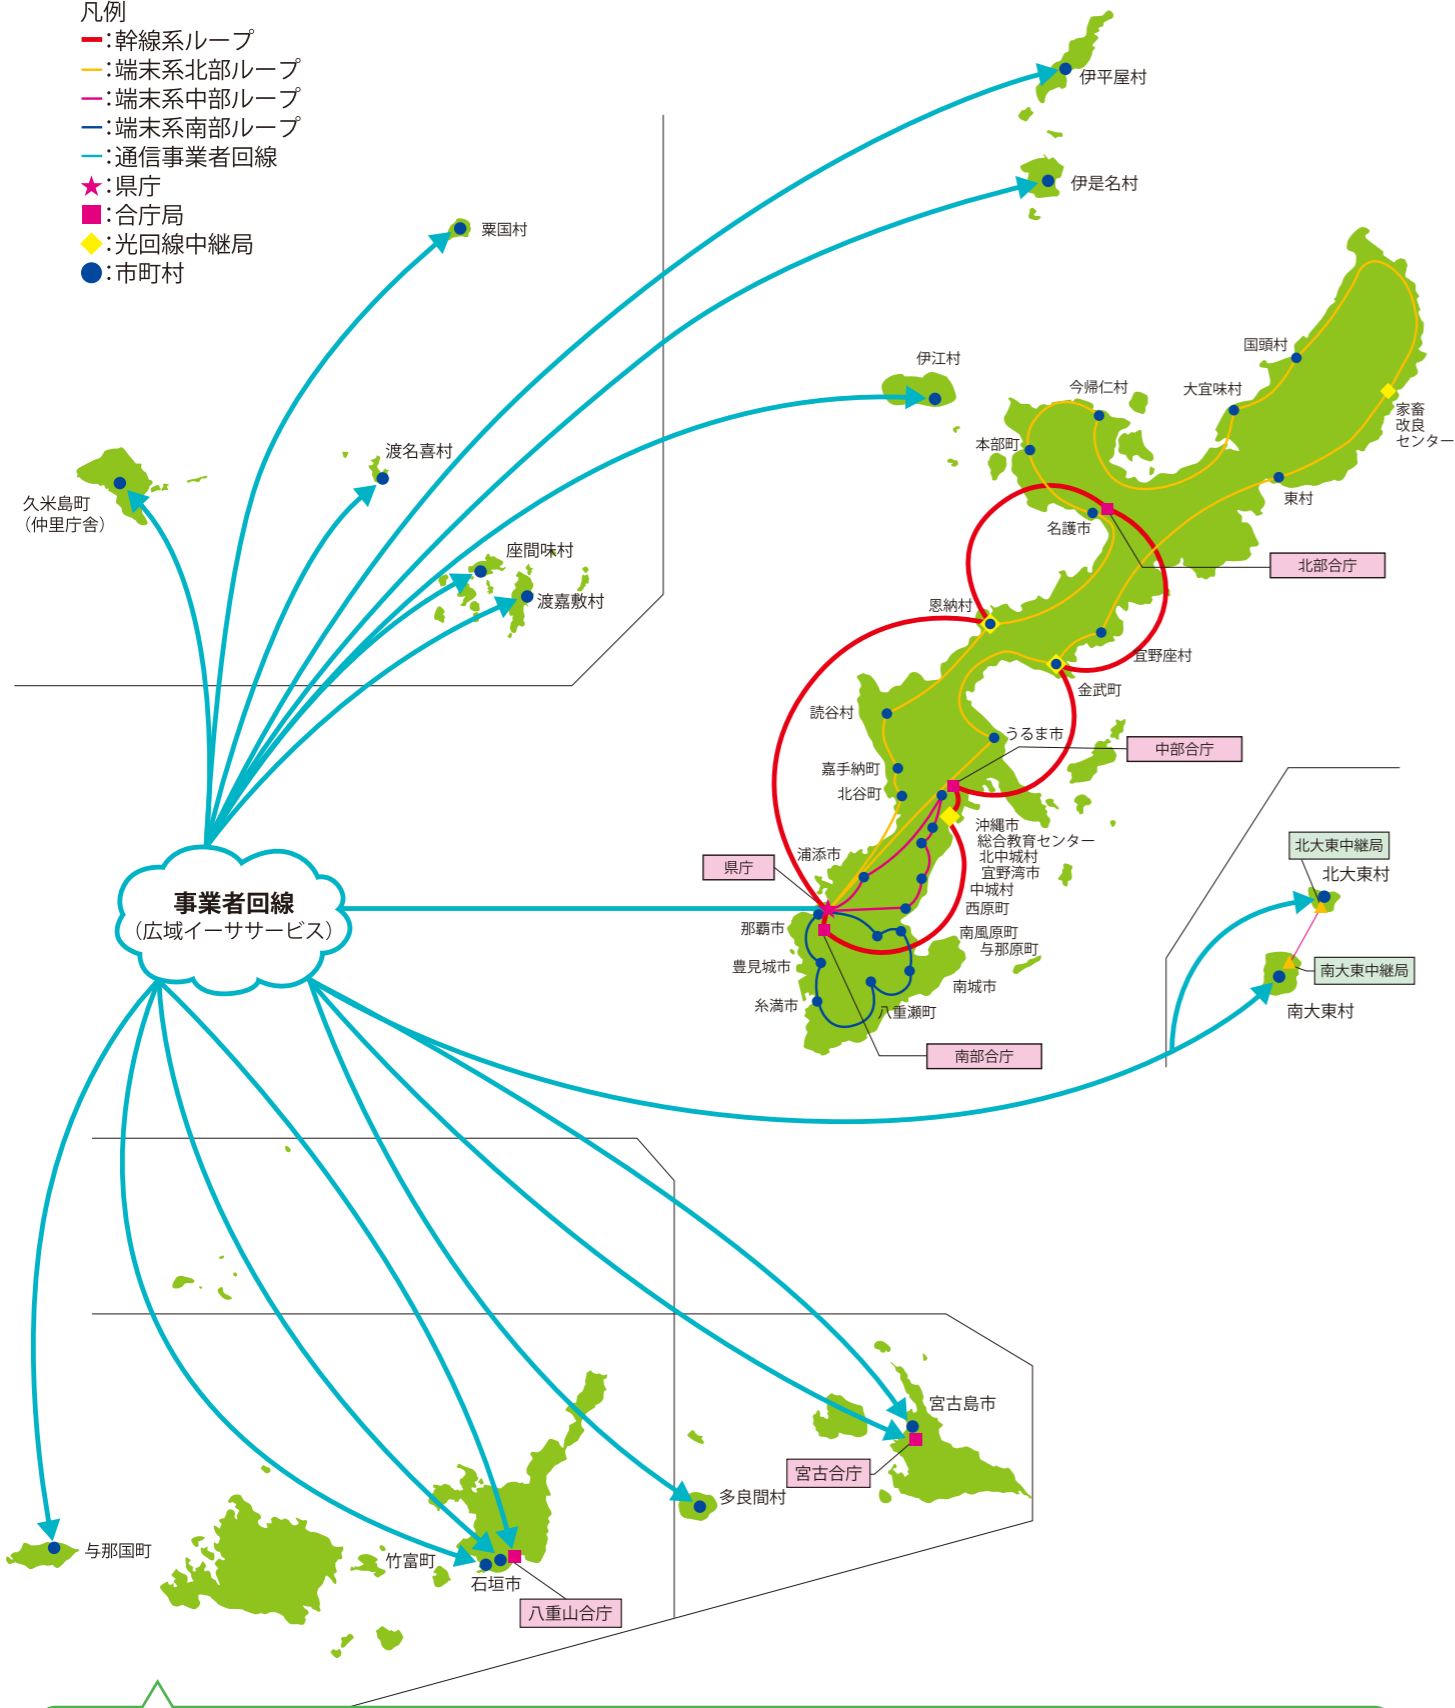 凡例
：幹線系ループ
：端末系北部ループ
：端末系中部ループ
：端末系南部ループ
：通信事業者回線
：県庁
：合庁局
：光回線中継局
：市町村
伊平屋村
伊是名村
粟国村
伊江村
国頭村
今帰仁村
大宜味村
家畜
改良
センター
本部町
渡名喜村
久米島町
（仲里庁舎）
東村
名護市
座間味村
北部合庁
渡嘉敷村
恩納村
宜野座村
金武町
読谷村
うるま市
中部合庁
嘉手納町
北谷町
沖縄市
総合教育センター
北中城村
宜野湾市
中城村
西原町
浦添市
県庁
北大東中継局
北大東村
事業者回線
（広域イーササービス）
那覇市
南風原町
与那原町
豊見城市
南城市
南大東中継局
糸満市
八重瀬町
南大東村
南部合庁
宮古島市
宮古合庁
多良間村
与那国町
竹富町
石垣市
八重山合庁